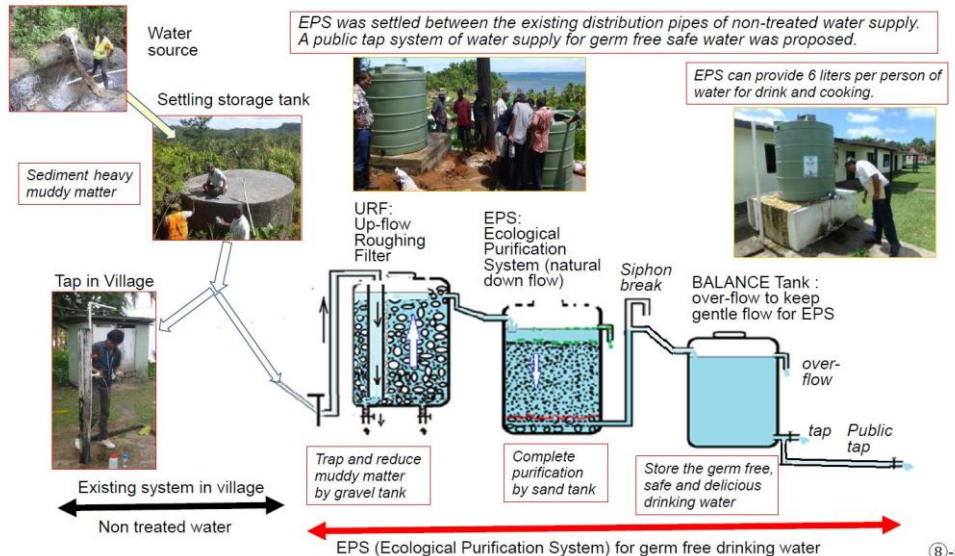 EPS was settled between the existing distribution pipes of non-treated water supply.
A public tap system of water supply for germ free safe water was proposed.
Water
source
EPS can provide 6 liters per person of
water for drink and cooking.
Settling storage tank
Sediment heavy
muddy matter
URF:
Up-flow
Roughing
Filter
EPS:
Ecological
Purification
System (natural
down flow)
Siphon
break
BALANCE Tank :
over-flow to keep
gentle flow for EPS
Tap in Village
over-
flow
tap
Public
tap
Trap and reduce
muddy matter
by gravel tank
Complete
purification
by sand tank
Store the germ free,
safe and delicious
drinking water
Existing system in village
Non treated water
EPS (Ecological Purification System) for germ free drinking water